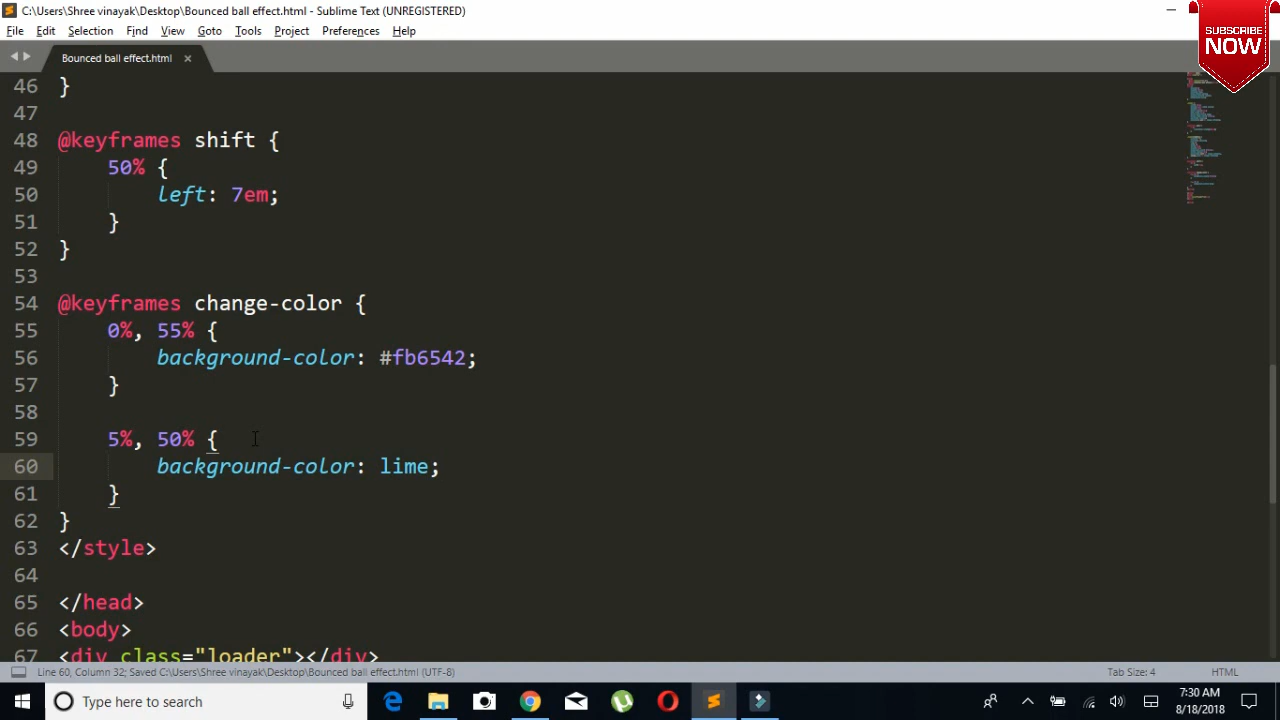 C:\Users\Shree vinayak\Desktop\Bounced ball effect.html - Sublime Text (UNREGISTERED)
SUBSCRIBE
NOW
File Edit Selection Find View Goto Tools Project Preferences Help
Bounced ball effect.html ×
46 }
47
48 @keyframes shift {
49 50% {
50 left: 7em;
51 }
52 }
53
54 @keyframes change-color {
55 0%, 55% {
56 background-color: #fb6542;
57 }
58
59 5%, 50% {
60 background-color: lime;
61 }
62 }
63 </style>
64
65 </head>
66 <body>
67 <div class="loader"></div>
Line 60, Column 32; Saved C:\Users\Shree vinayak\Desktop\Bounced ball effect.html (UTF-8) Tab Size: 4 HTML
Type here to search
7:30 AM
8/18/2018